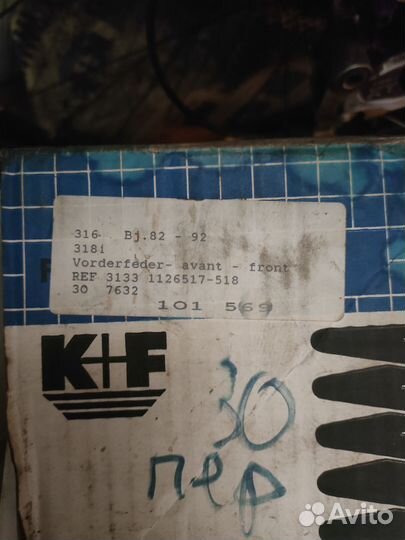 316 Bj.82 - 92
318i
Vorderfeder- avant - front
REF 3133 1126517-518
30 7632
101 569
K+F
30
пер
Avito